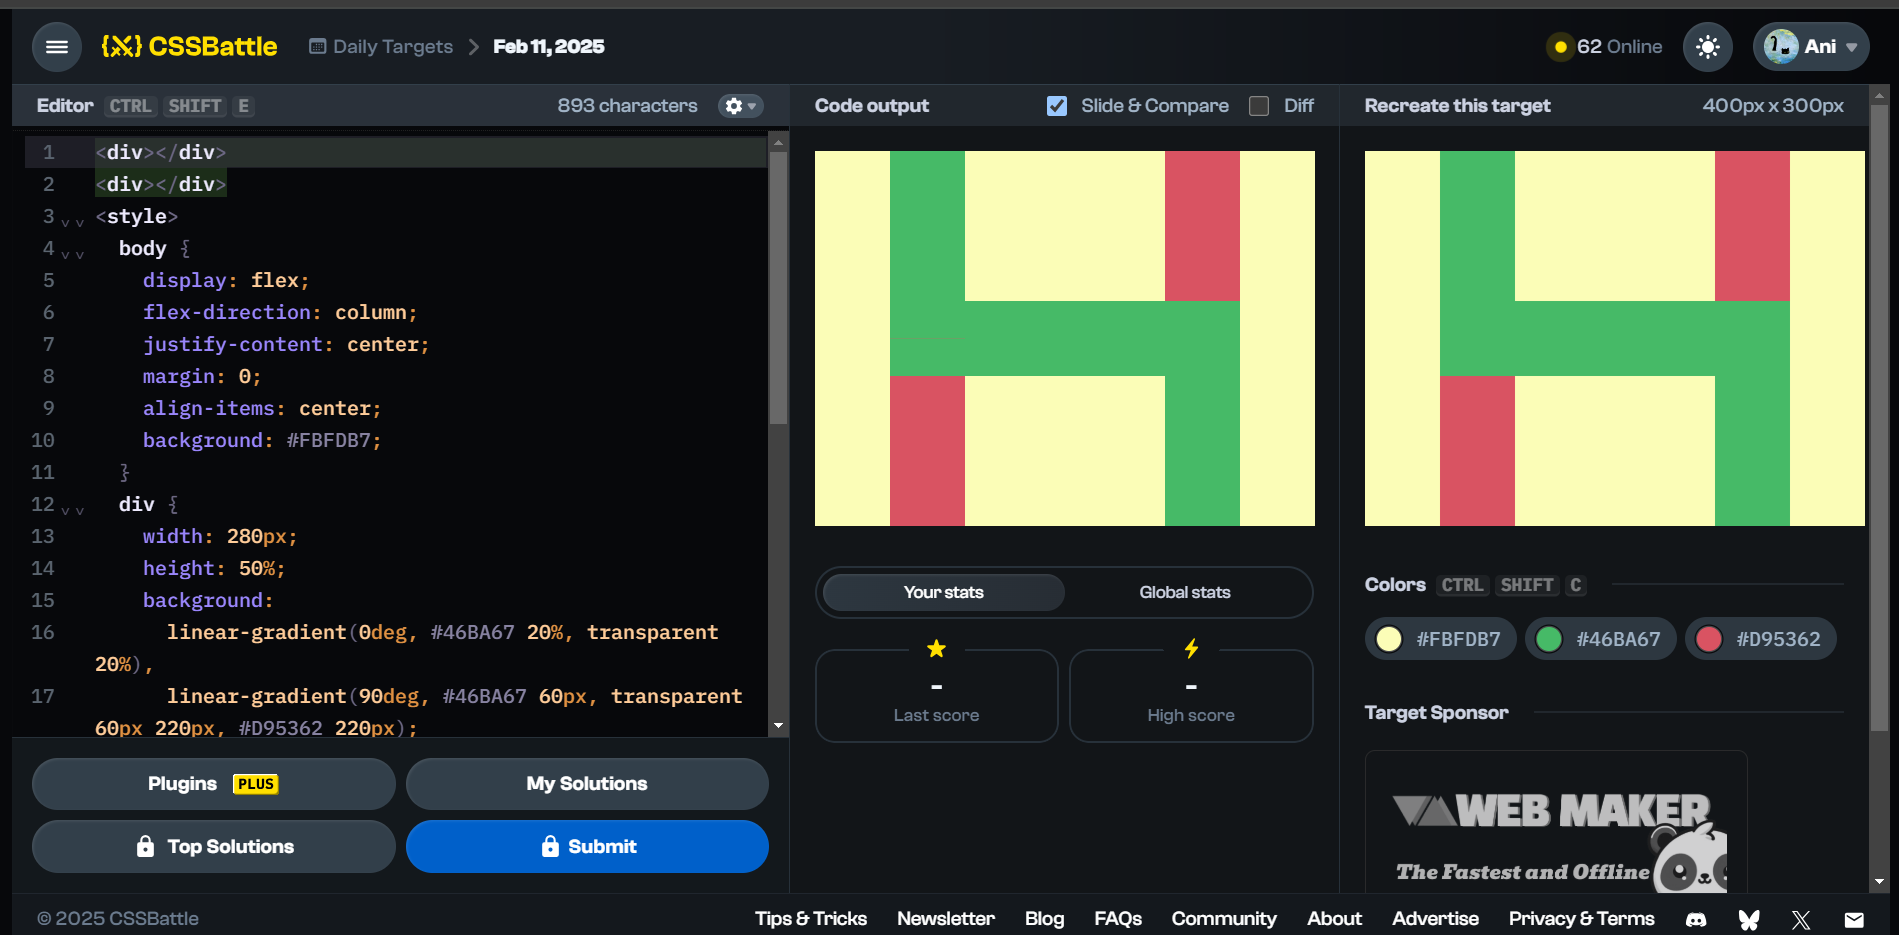 CSSBattle
Daily Targets
Feb 11, 2025
62 Online
Ani
Editor CTRL SHIFT E
893 characters
Code output
Slide & Compare
Diff
Recreate this target
400px x 300px
1 <div></div>
2 <div></div>
3 <style>
4 body {
5 display: flex;
6 flex-direction: column;
7 justify-content: center;
8 margin: 0;
9 align-items: center;
10 background: #FBFDB7;
11 }
12 div {
13 width: 280px;
14 height: 50%;
15 background:
16 linear-gradient(0deg, #46BA67 20%, transparent
20%),
17 linear-gradient(90deg, #46BA67 60px, transparent
60px 220px, #D95362 220px);
Plugins PLUS
My Solutions
Top Solutions
Submit
Your stats
Global stats
-
Last score
-
High score
Colors CTRL SHIFT C
#FBFDB7
#46BA67
#D95362
Target Sponsor
WEB MAKER
The Fastest and Offline
© 2025 CSSBattle
Tips & Tricks
Newsletter
Blog
FAQs
Community
About
Advertise
Privacy & Terms